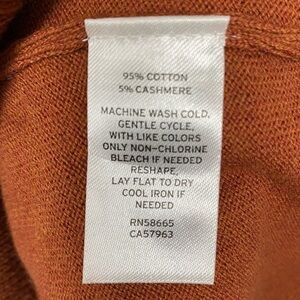 95% COTTON
5% CASHMERE
MACHINE WASH COLD.
GENTLE CYCLE,
WITH LIKE COLORS
ONLY NON-CHLORINE
BLEACH IF NEEDED
RESHAPE,
LAY FLAT TO DRY
COOL IRON IF
NEEDED
RN58665
CA57963